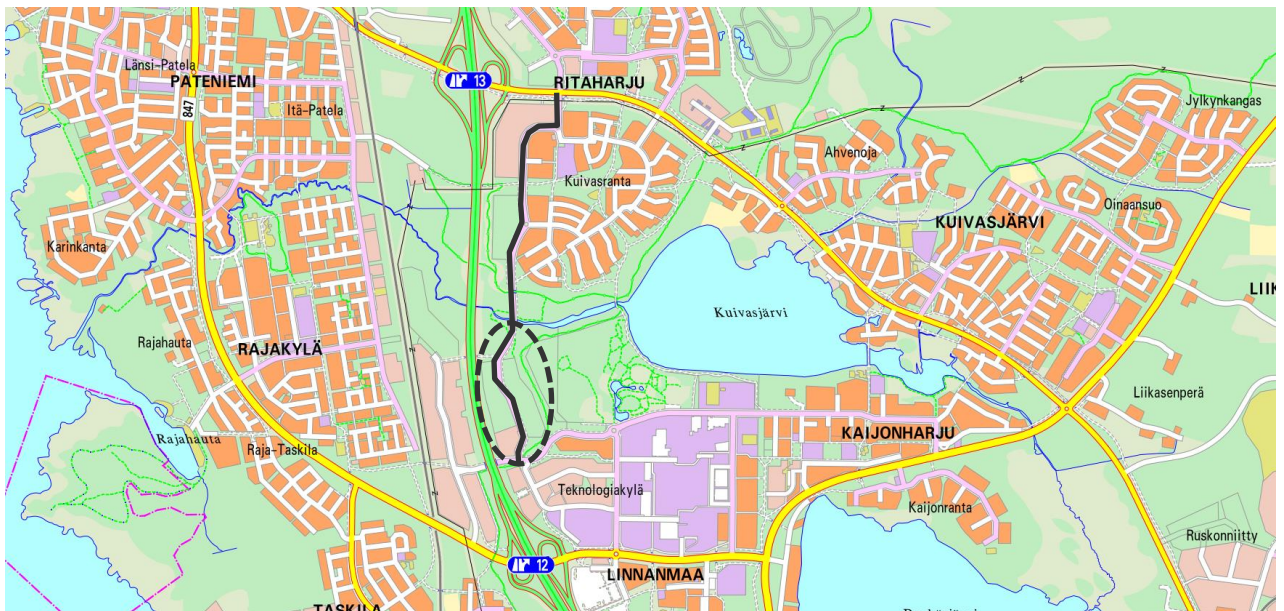 Länsi-Patela
PATENIEMI
847
Itä-Patela
13
RITAHARJU
Jylkynkangas
Ahvenoja
Kuivasranta
Oinaansuo
KUIVASJÄRVI
Karinkanta
LIIK
Kuivasjärvi
Rajahauta
RAJAKYLÄ
Liikasenperä
Rajahauta
Raja-Taskila
KAIJONHARJU
Teknologiakylä
Kaijonranta
Ruskonniitty
12
LINNANMAA
TASKILA